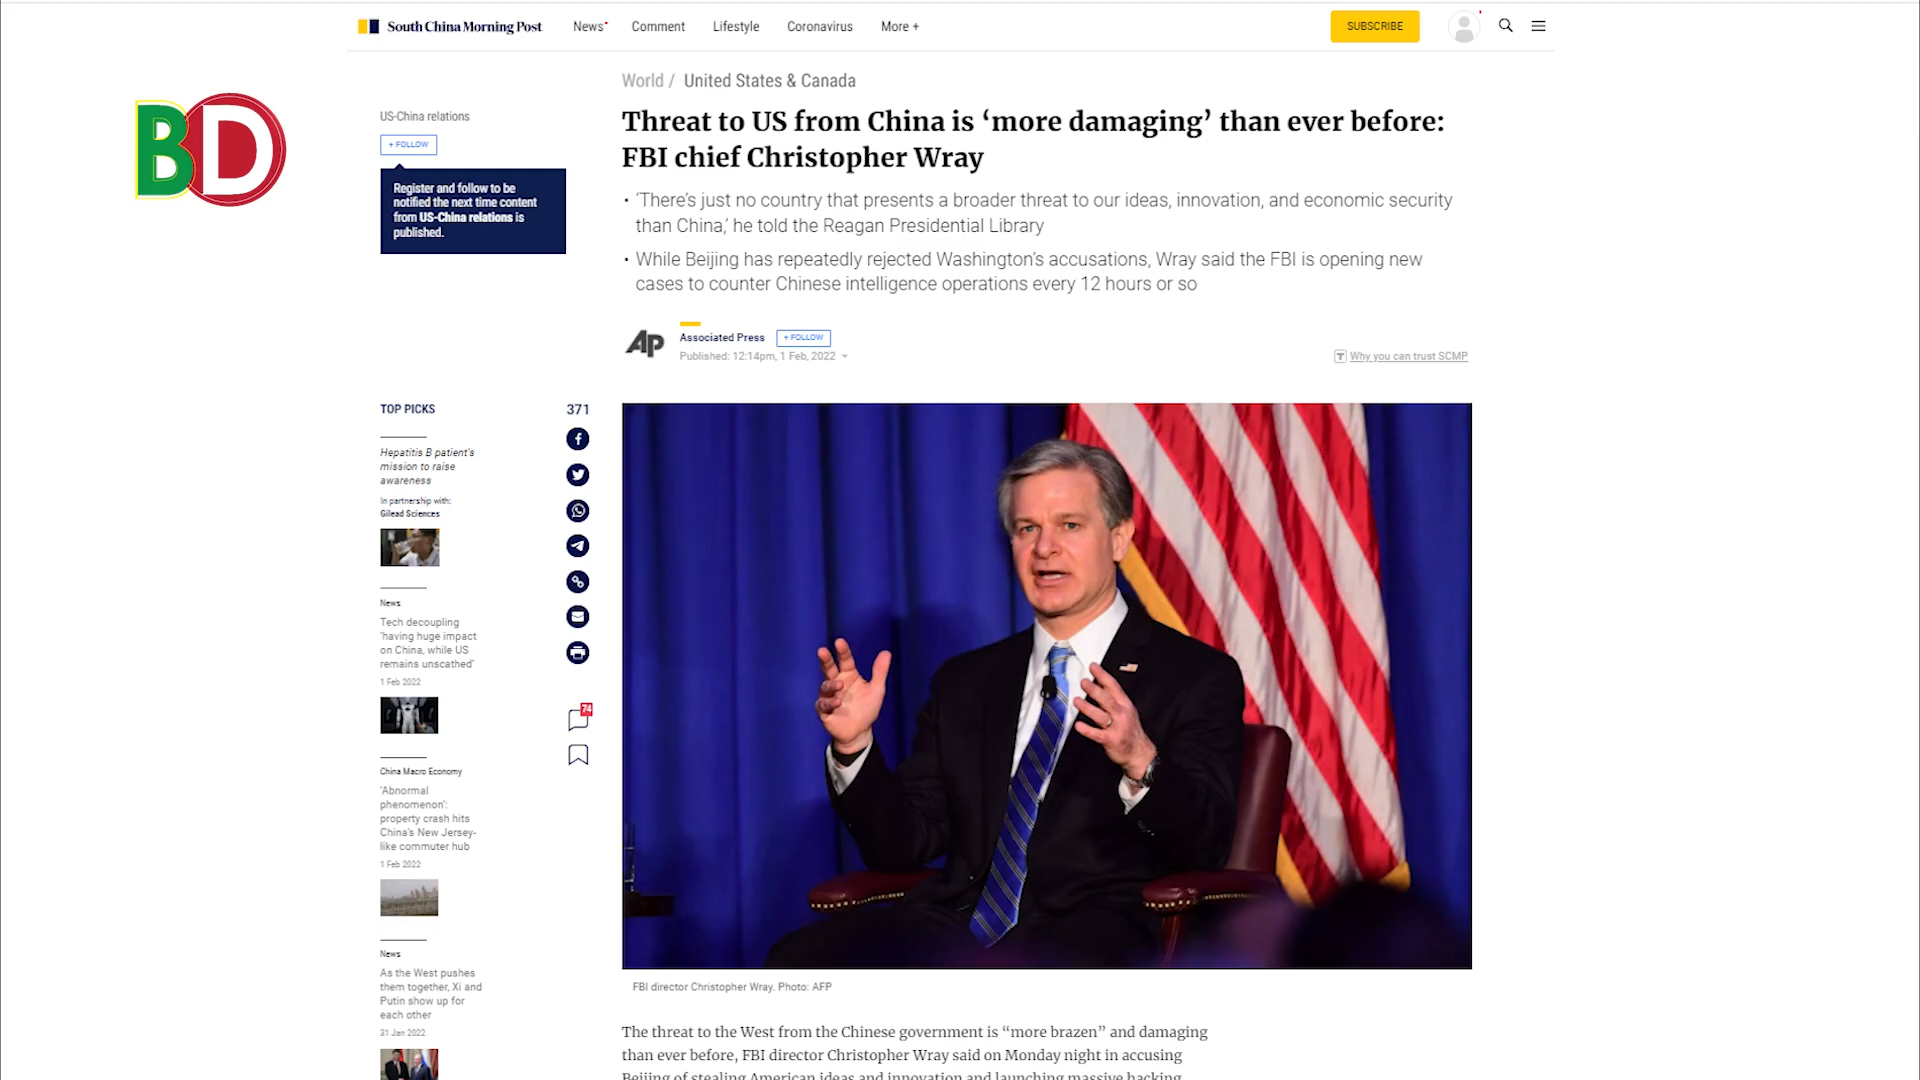 South China Morning Post
News
Comment
Lifestyle
Coronavirus
More +
SUBSCRIBE
BD
World / United States & Canada
US-China relations
+ FOLLOW
Register and follow to be
notified the next time content
from US-China relations is
published.
Threat to US from China is ‘more damaging’ than ever before:
FBI chief Christopher Wray
• ‘There’s just no country that presents a broader threat to our ideas, innovation, and economic security
than China,’ he told the Reagan Presidential Library
• While Beijing has repeatedly rejected Washington’s accusations, Wray said the FBI is opening new
cases to counter Chinese intelligence operations every 12 hours or so
AP
Associated Press
+ FOLLOW
Published: 12:14pm, 1 Feb, 2022
Why you can trust SCMP
TOP PICKS
Hepatitis B patient's
mission to raise
awareness
In partnership with:
Gilead Sciences
News
Tech decoupling
‘having huge impact
on China, while US
remains unscathed’
1 Feb 2022
China Macro Economy
‘Abnormal
phenomenon’:
property crash hits
China’s New Jersey-
like commuter hub
1 Feb 2022
News
As the West pushes
them together, Xi and
Putin show up for
each other
31 Jan 2022
371
74
FBI director Christopher Wray. Photo: AFP
The threat to the West from the Chinese government is “more brazen” and damaging
than ever before, FBI director Christopher Wray said on Monday night in accusing
Beijing of stealing American ideas and innovation and launching massive hacking